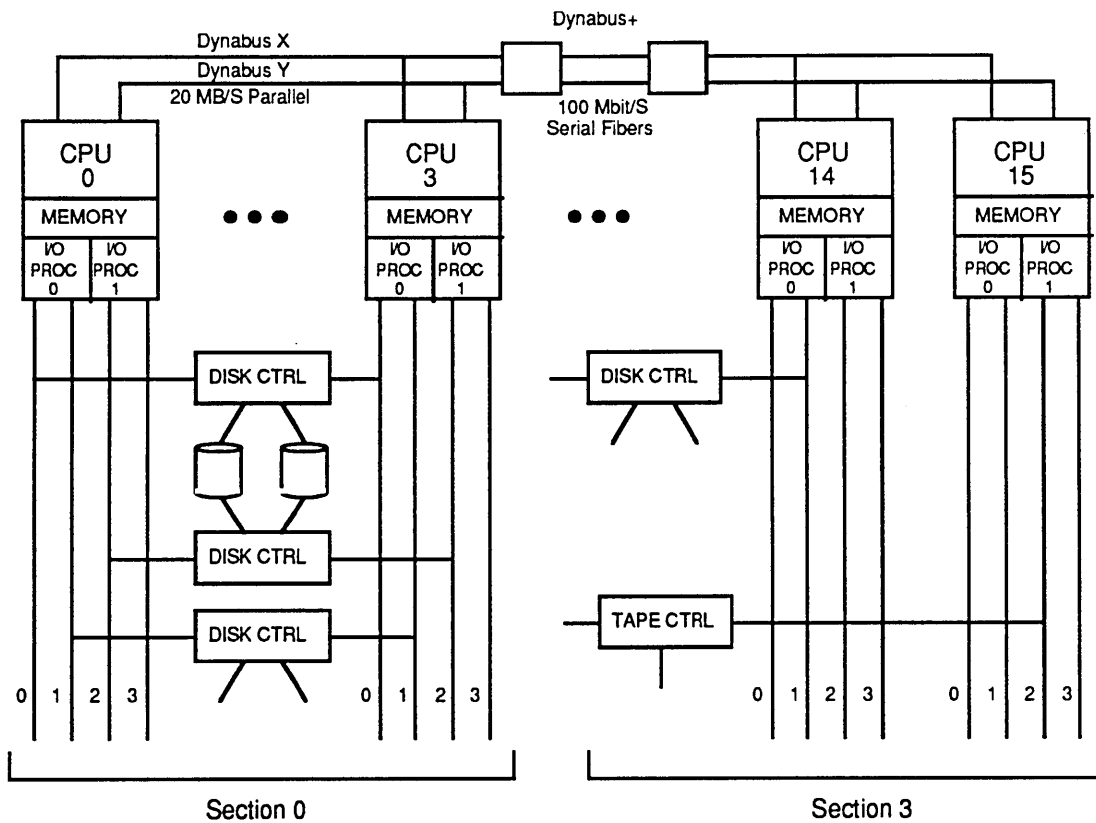 Dynabus+
Dynabus X
Dynabus Y
20 MB/S Parallel
100 Mbit/S
Serial Fibers
CPU
0
MEMORY
I/O
PROC
0
I/O
PROC
1
CPU
3
MEMORY
I/O
PROC
0
I/O
PROC
1
CPU
14
MEMORY
I/O
PROC
0
I/O
PROC
1
CPU
15
MEMORY
I/O
PROC
0
I/O
PROC
1
DISK CTRL
DISK CTRL
DISK CTRL
DISK CTRL
TAPE CTRL
0 1 2 3
0 1 2 3
0 1 2 3
0 1 2 3
Section 0
Section 3